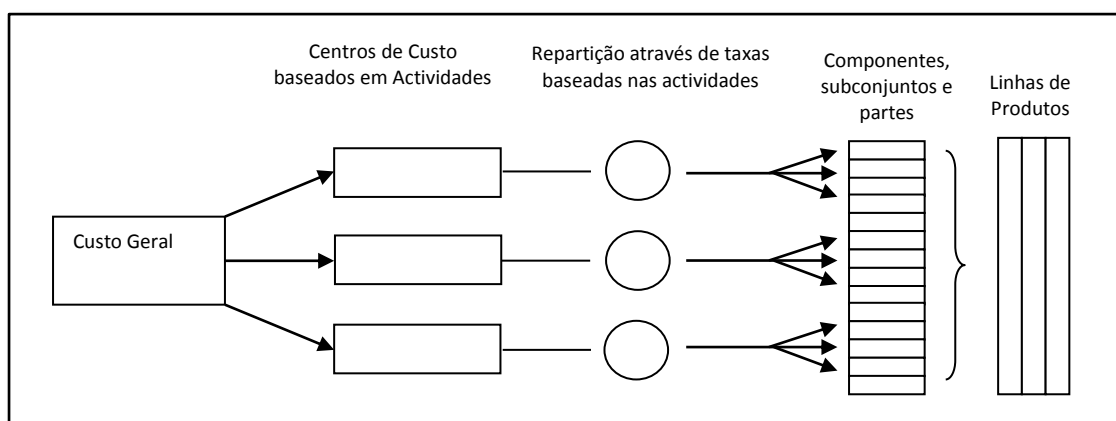 Centros de Custo
baseados em Actividades
Repartição através de taxas
baseadas nas actividades
Componentes,
subconjuntos e
partes
Linhas de
Produtos
Custo Geral